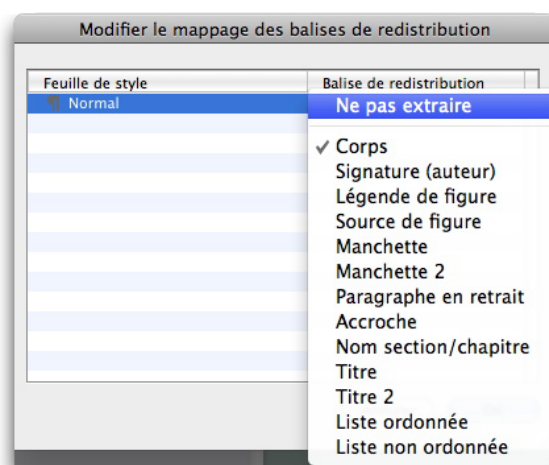 Modifier le mappage des balises de redistribution
Feuille de style
Balise de redistribution
Normal
Ne pas extraire
Corps
Signature (auteur)
Légende de figure
Source de figure
Manchette
Manchette 2
Paragraphe en retrait
Accroche
Nom section/chapitre
Titre
Titre 2
Liste ordonnée
Liste non ordonnée